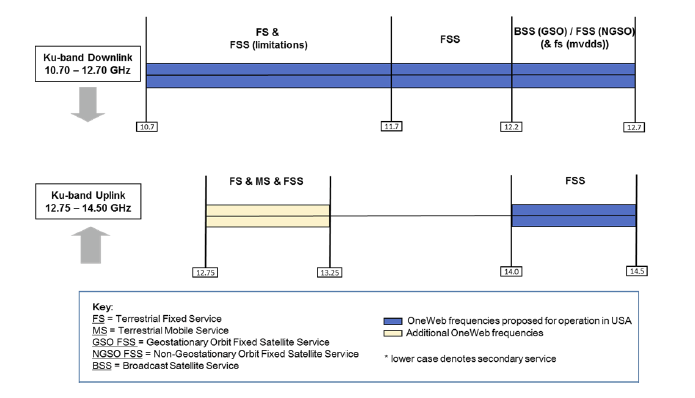 FS &
FSS (limitations)
FSS
BSS (GSO) / FSS (NGSO)
(& fs (mvdds))
Ku-band Downlink
10.70 – 12.70 GHz
10.7
11.7
12.2
12.7
FS & MS & FSS
FSS
Ku-band Uplink
12.75 – 14.50 GHz
12.75
13.25
14.0
14.5
Key:
FS = Terrestrial Fixed Service
MS = Terrestrial Mobile Service
GSO FSS = Geostationary Orbit Fixed Satellite Service
NGSO FSS = Non-Geostationary Orbit Fixed Satellite Service
BSS = Broadcast Satellite Service
OneWeb frequencies proposed for operation in USA
Additional OneWeb frequencies
* lower case denotes secondary service